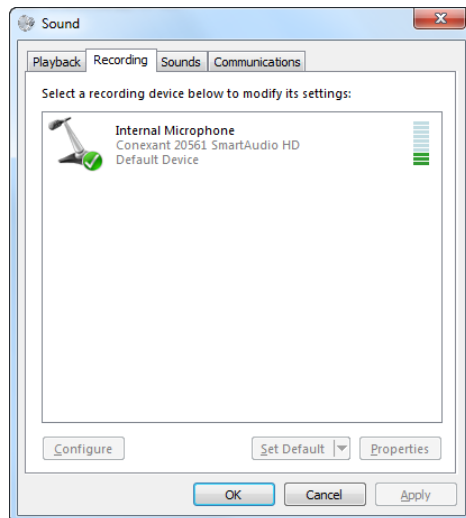 Sound
Playback Recording Sounds Communications
Select a recording device below to modify its settings:
Internal Microphone
Conexant 20561 SmartAudio HD
Default Device
Configure Set Default Properties
OK Cancel Apply